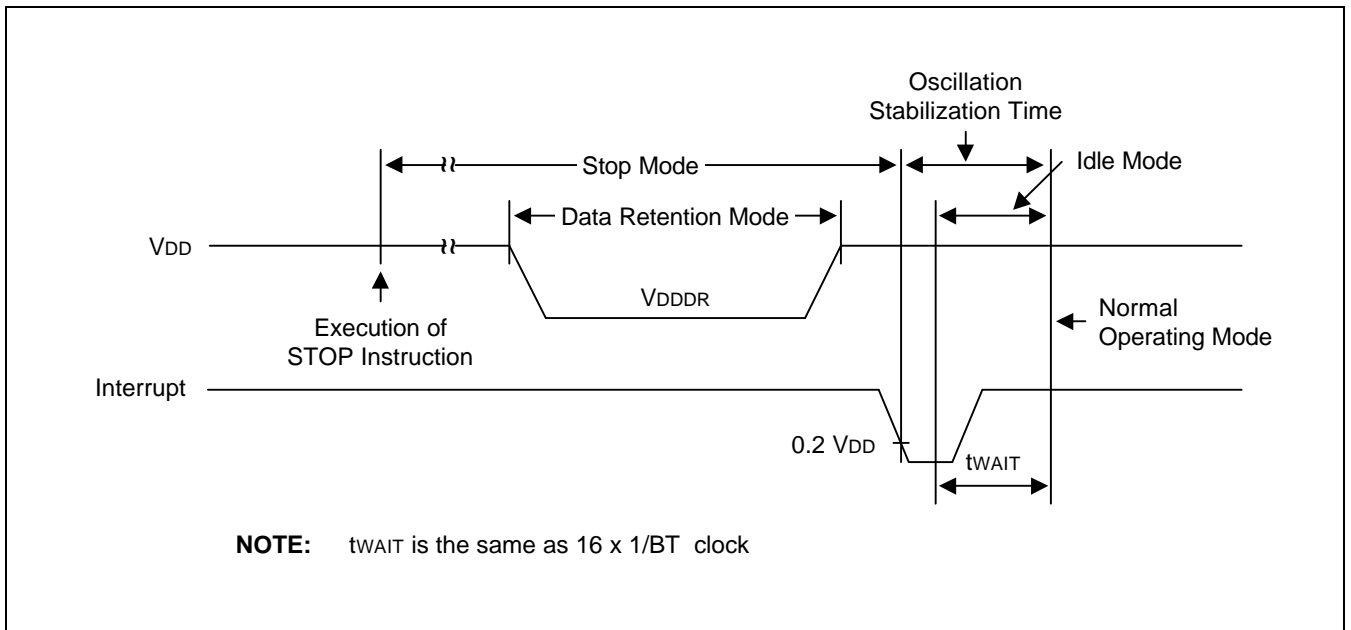 Oscillation
Stabilization Time
Idle Mode
Stop Mode
Data Retention Mode
VDD
VDDDR
Execution of
STOP Instruction
Normal
Operating Mode
Interrupt
0.2 VDD
tWAIT
NOTE: tWAIT is the same as 16 x 1/BT clock